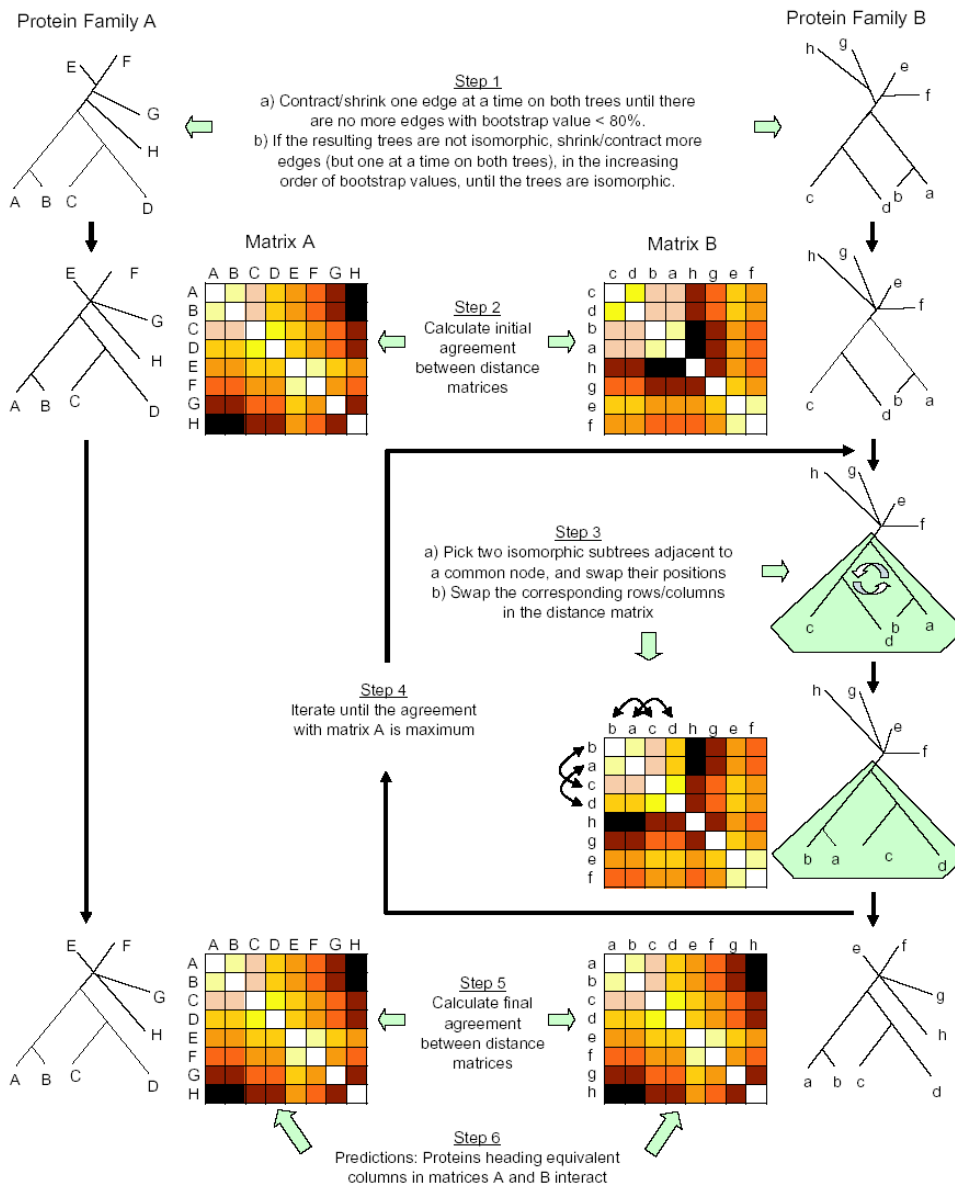 Protein Family A
Protein Family B
E F G H A B C D
h g e f c d b a
Step 1
a) Contract/shrink one edge at a time on both trees until there
are no more edges with bootstrap value < 80%.
b) If the resulting trees are not isomorphic, shrink/contract more
edges (but one at a time on both trees), in the increasing
order of bootstrap values, until the trees are isomorphic.
E F G H A B C D
Matrix A
A B C D E F G H
A
B
C
D
E
F
G
H
Step 2
Calculate initial
agreement
between distance
matrices
Matrix B
c d b a h g e f
c
d
b
a
h
g
e
f
h g e f c d b a
Step 3
a) Pick two isomorphic subtrees adjacent to
a common node, and swap their positions
b) Swap the corresponding rows/columns
in the distance matrix
h g e f c d b a
Step 4
Iterate until the agreement
with matrix A is maximum
b a c d h g e f
b
a
c
d
h
g
e
f
h g e f b a c d
E F G H A B C D
A B C D E F G H
A
B
C
D
E
F
G
H
Step 5
Calculate final
agreement
between distance
matrices
a b c d e f g h
a
b
c
d
e
f
g
h
e f g h a b c d
Step 6
Predictions: Proteins heading equivalent
columns in matrices A and B interact